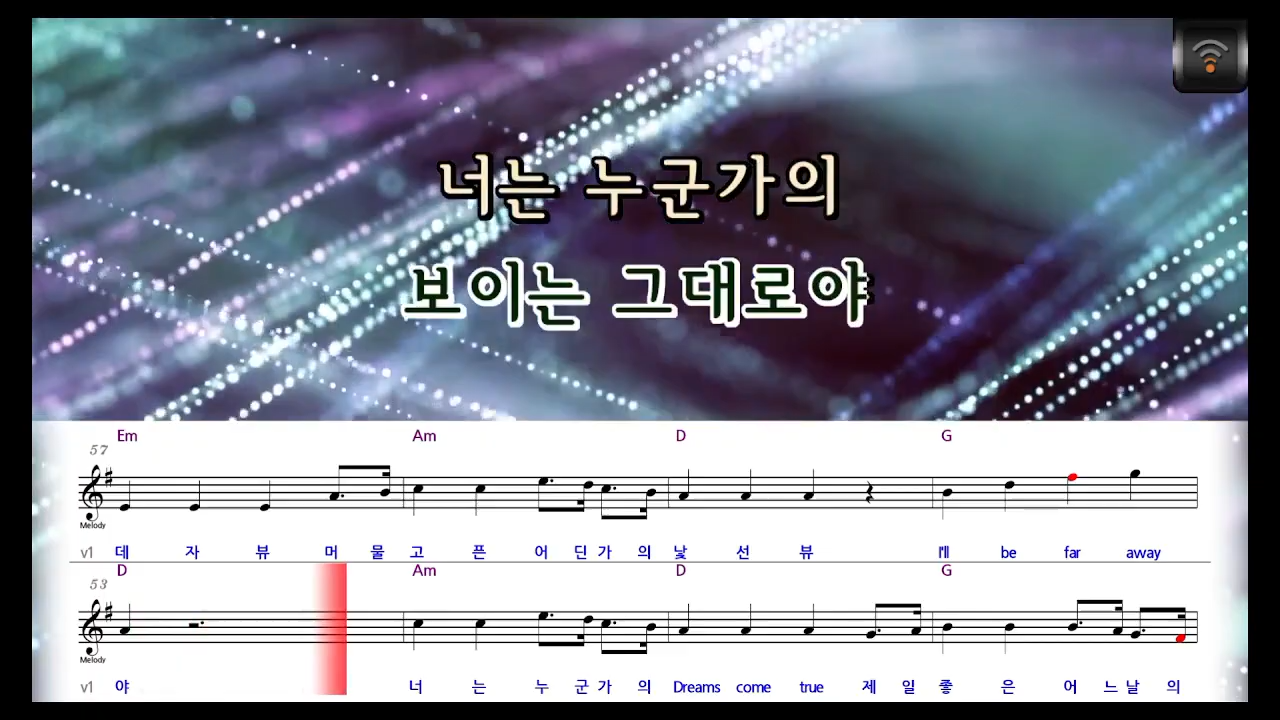 너는 누군가의
보이는 그대로야
Em Am D G
57
Melody
v1 데 자 뷰 머 물 고 픈 어 딘 가 의 낯 선 뷰 I'll be far away
D Am D G
53
Melody
v1 야 너 는 누 군 가 의 Dreams come true 제 일 좋 은 어 느 날 의